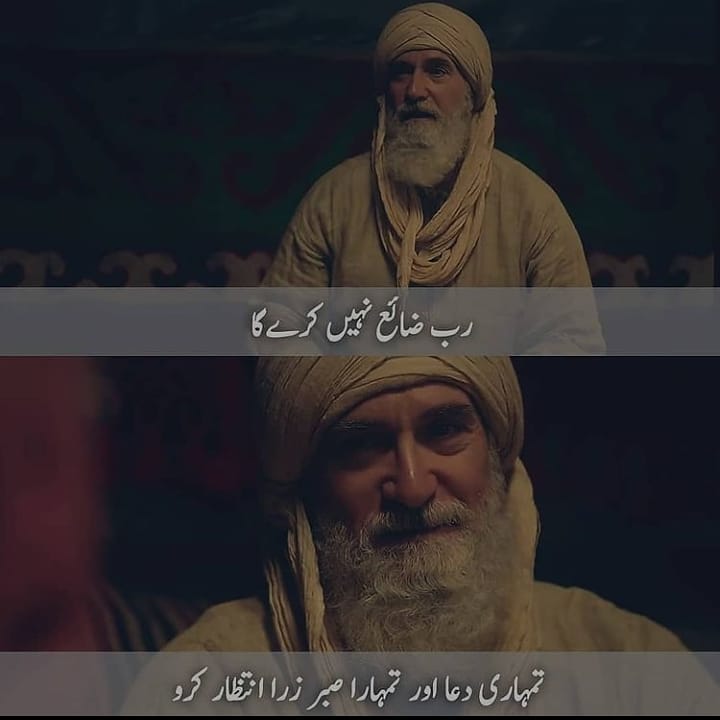 رب ضائع نہیں کرے گا
تمہاری دعا اور تمہارا صبر زرا انتظار کرو